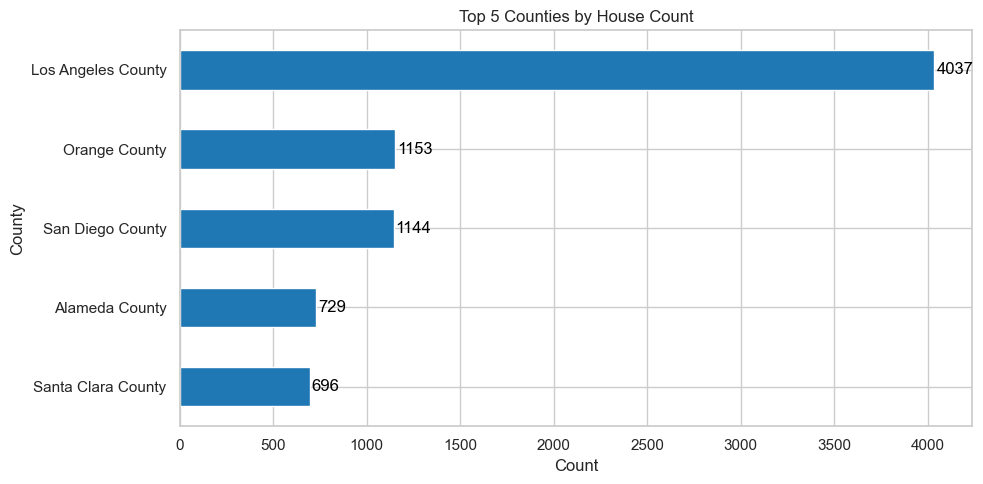 Top 5 Counties by House Count
Los Angeles County 4037
Orange County 1153
San Diego County 1144
Alameda County 729
Santa Clara County 696
County
0 500 1000 1500 2000 2500 3000 3500 4000
Count